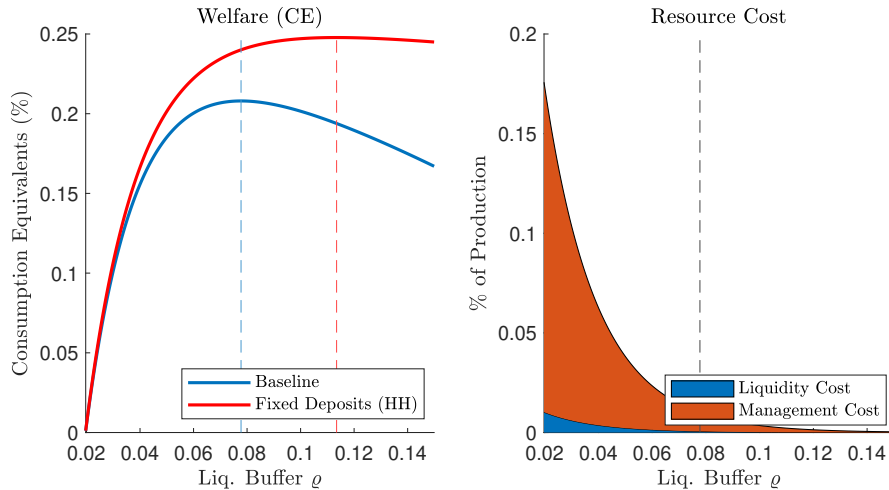 Welfare (CE)
Consumption Equivalents (%)
0.25
0.2
0.15
0.1
0.05
0
0.02 0.04 0.06 0.08 0.1 0.12 0.14
Liq. Buffer ϱ
Baseline
Fixed Deposits (HH)
Resource Cost
% of Production
0.2
0.15
0.1
0.05
0
0.02 0.04 0.06 0.08 0.1 0.12 0.14
Liq. Buffer ϱ
Liquidity Cost
Management Cost